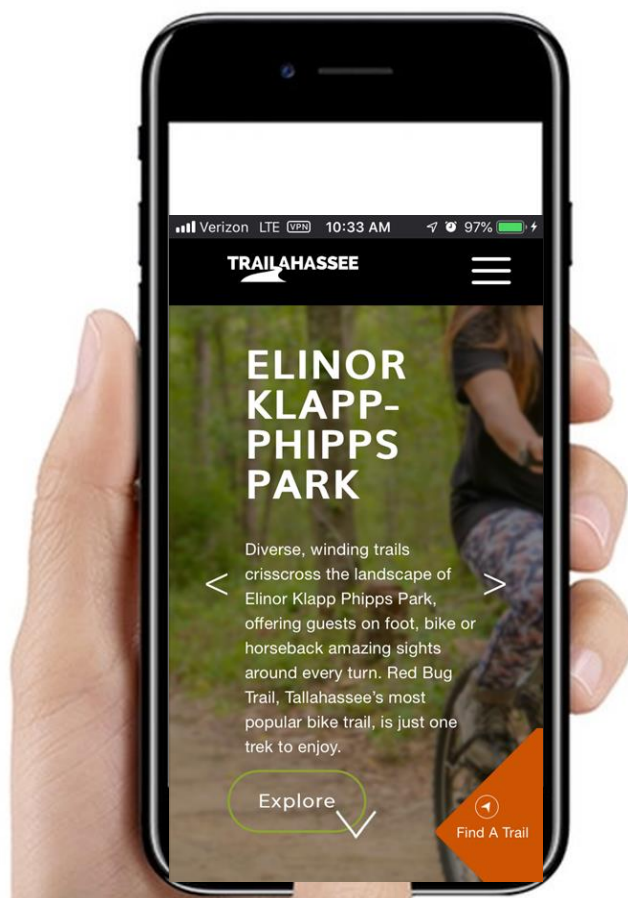 Verizon LTE VPN 10:33 AM 97%
TRAILAHASSEE
ELINOR
KLAPP-
PHIPPS
PARK
Diverse, winding trails
crisscross the landscape of
Elinor Klapp Phipps Park,
offering guests on foot, bike or
horseback amazing sights
around every turn. Red Bug
Trail, Tallahassee’s most
popular bike trail, is just one
trek to enjoy.
Explore
Find A Trail